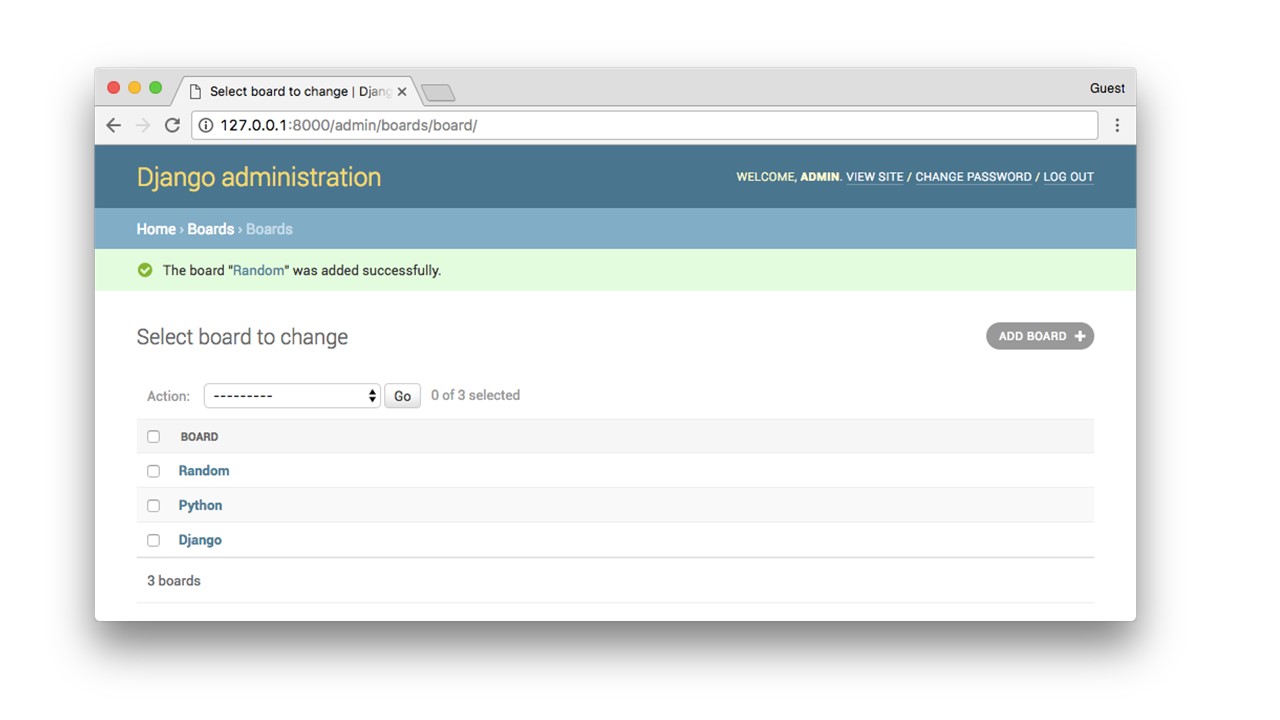 Select board to change | Djang
Guest
127.0.0.1:8000/admin/boards/board/
Django administration
WELCOME, ADMIN. VIEW SITE / CHANGE PASSWORD / LOG OUT
Home › Boards › Boards
The board "Random" was added successfully.
Select board to change
ADD BOARD +
Action: --------- Go 0 of 3 selected
BOARD
Random
Python
Django
3 boards